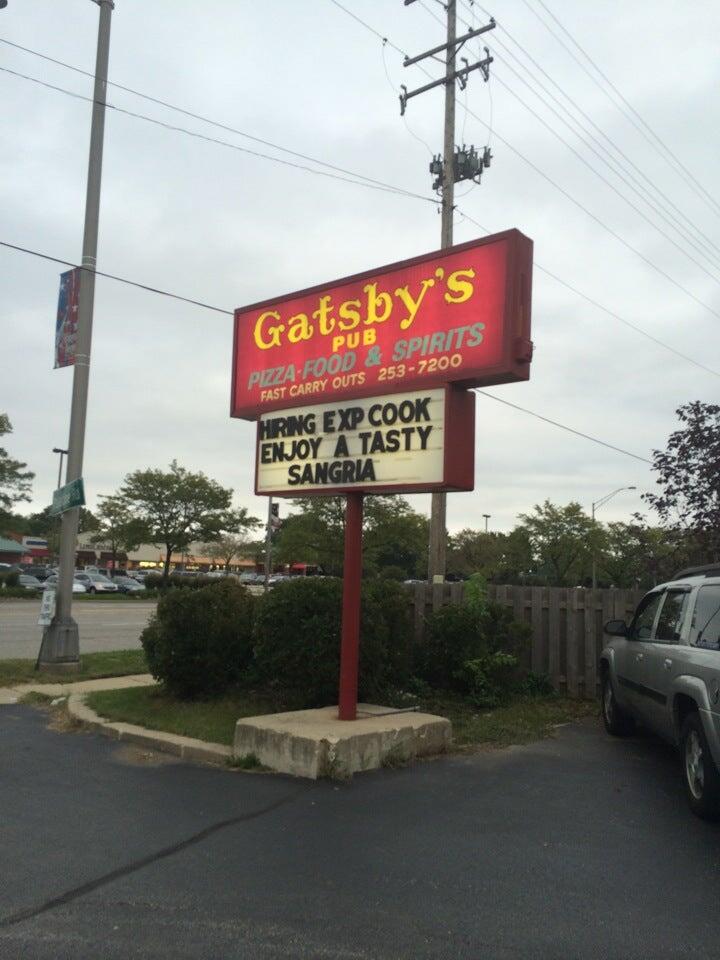 Gatsby's
PUB
PIZZA-FOOD & SPIRITS
FAST CARRY OUTS 253-7200
HIRING EXP COOK
ENJOY A TASTY
SANGRIA